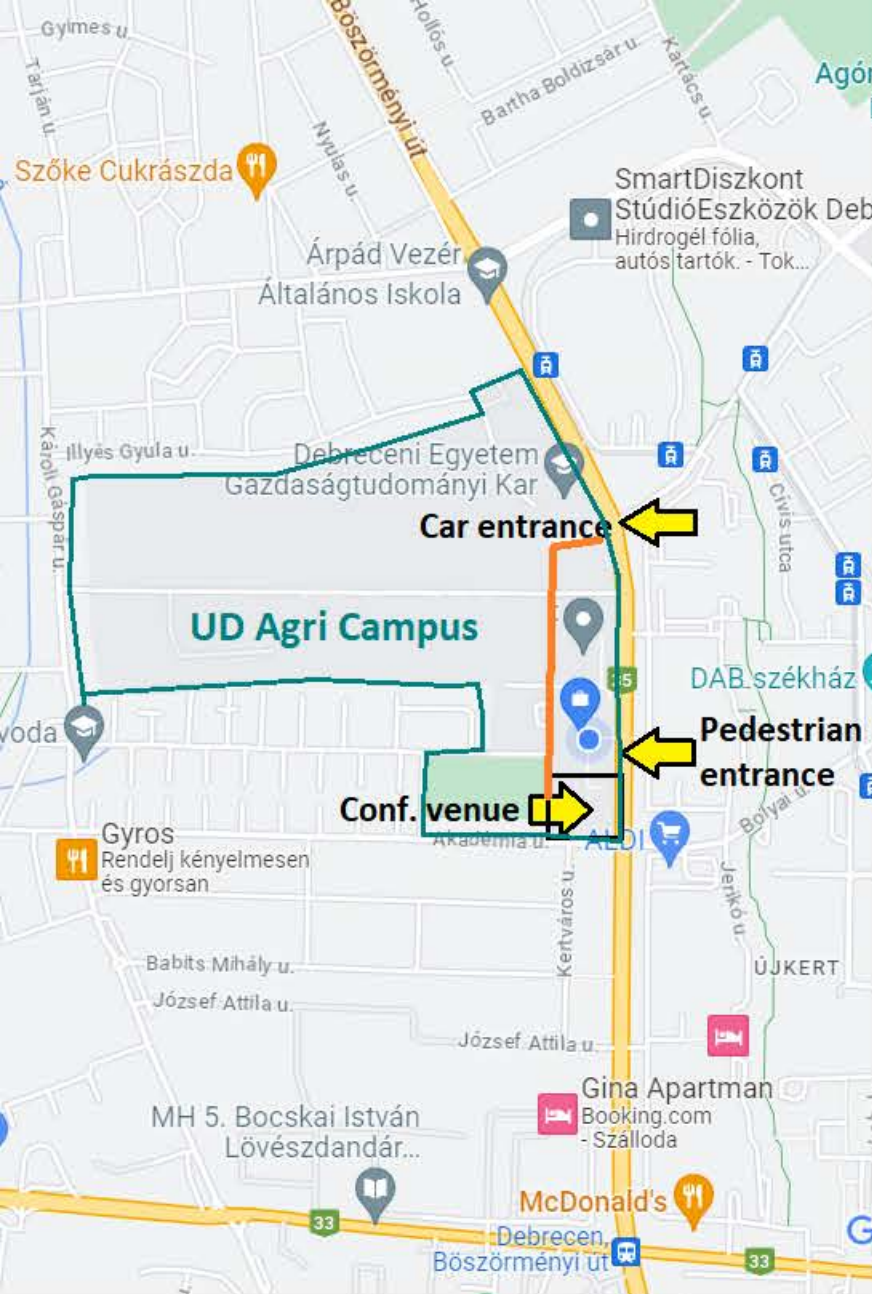 Gyimes u.
Tarján u.
Böszörményi út
Hollós u.
Bartha Boldizsár u.
Kartács u.
Nyulas u.
Szőke Cukrászda
SmartDiszkont
StúdióEszközök Deb
Hirdrogél fólia,
autós tartók. - Tok...
Árpád Vezér
Általános Iskola
Károli Gáspár u.
Illyés Gyula u.
Debreceni Egyetem
Gazdaságtudományi Kar
Car entrance
Cívis utca
UD Agri Campus
35
DAB székház
Pedestrian
entrance
voda
Conf. venue
Akadémia u.
ALDI
Bolyai u.
Gyros
Rendelj kényelmesen
és gyorsan
Jerikó u.
Kertváros u.
Babits Mihály u.
ÚJKERT
József Attila u.
József Attila u.
Gina Apartman
Booking.com
- Szálloda
MH 5. Bocskai István
Lövészdandár...
McDonald's
33
Debrecen,
Böszörményi út
33
G